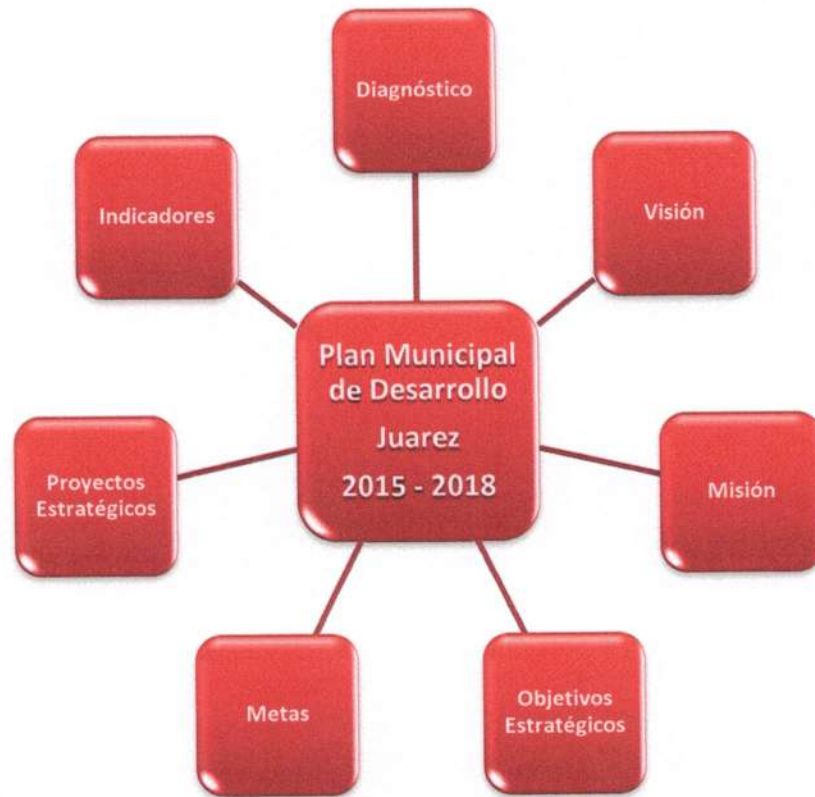 Diagnóstico
Visión
Misión
Objetivos
Estratégicos
Metas
Proyectos
Estratégicos
Indicadores
Plan Municipal
de Desarrollo
Juarez
2015 - 2018